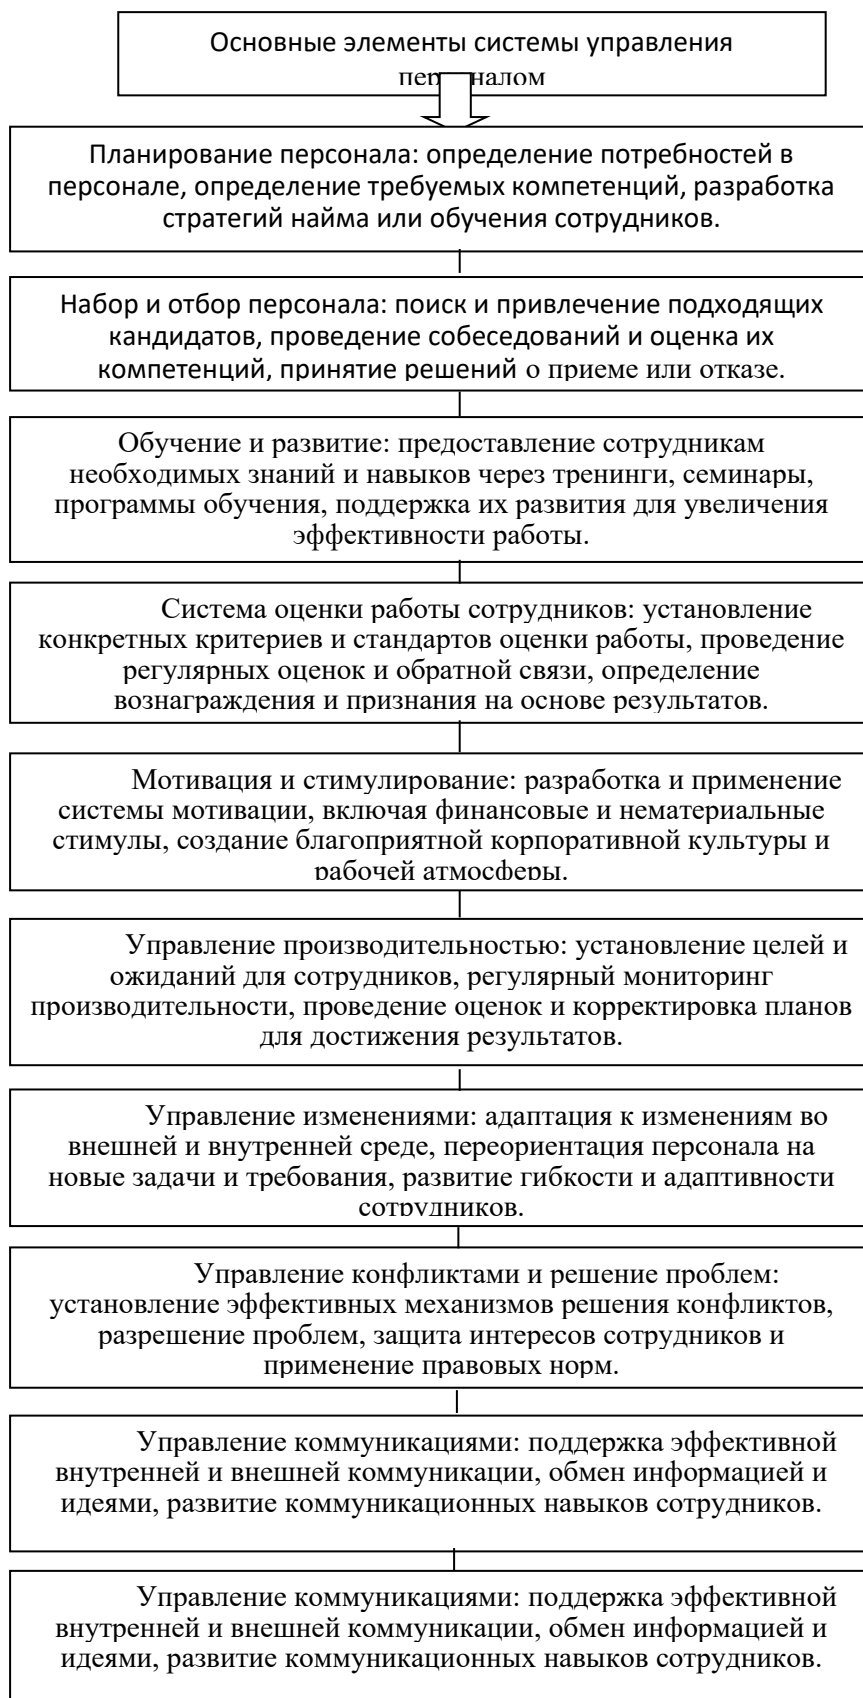 Основные элементы системы управления
персоналом
Планирование персонала: определение потребностей в
персонале, определение требуемых компетенций, разработка
стратегий найма или обучения сотрудников.
Набор и отбор персонала: поиск и привлечение подходящих
кандидатов, проведение собеседований и оценка их
компетенций, принятие решений о приеме или отказе.
Обучение и развитие: предоставление сотрудникам
необходимых знаний и навыков через тренинги, семинары,
программы обучения, поддержка их развития для увеличения
эффективности работы.
Система оценки работы сотрудников: установление
конкретных критериев и стандартов оценки работы, проведение
регулярных оценок и обратной связи, определение
вознаграждения и признания на основе результатов.
Мотивация и стимулирование: разработка и применение
системы мотивации, включая финансовые и нематериальные
стимулы, создание благоприятной корпоративной культуры и
рабочей атмосферы.
Управление производительностью: установление целей и
ожиданий для сотрудников, регулярный мониторинг
производительности, проведение оценок и корректировка планов
для достижения результатов.
Управление изменениями: адаптация к изменениям во
внешней и внутренней среде, переориентация персонала на
новые задачи и требования, развитие гибкости и адаптивности
сотрудников.
Управление конфликтами и решение проблем:
установление эффективных механизмов решения конфликтов,
разрешение проблем, защита интересов сотрудников и
применение правовых норм.
Управление коммуникациями: поддержка эффективной
внутренней и внешней коммуникации, обмен информацией и
идеями, развитие коммуникационных навыков сотрудников.
Управление коммуникациями: поддержка эффективной
внутренней и внешней коммуникации, обмен информацией и
идеями, развитие коммуникационных навыков сотрудников.